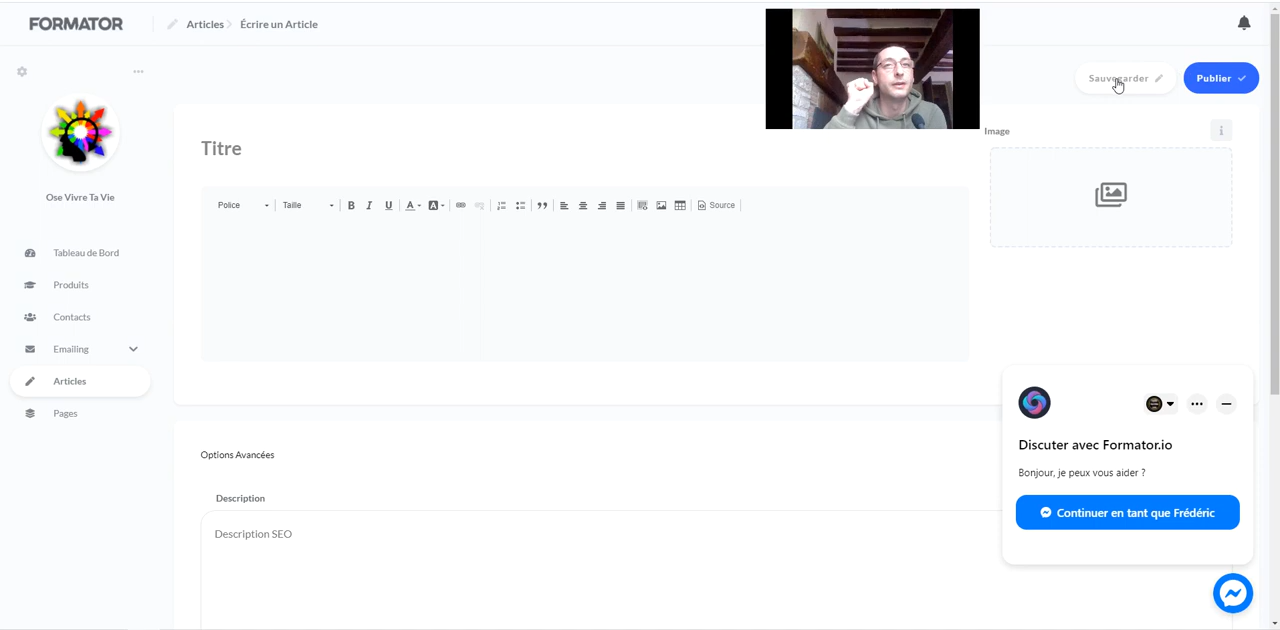 FORMATOR
Articles
Écrire un Article
Sauvegarder
Publier
Ose Vivre Ta Vie
Tableau de Bord
Produits
Contacts
Emailing
Articles
Pages
Titre
Police
Taille
B I U A A
Source
Image
i
Options Avancées
Description
Description SEO
Discuter avec Formator.io
Bonjour, je peux vous aider ?
Continuer en tant que Frédéric